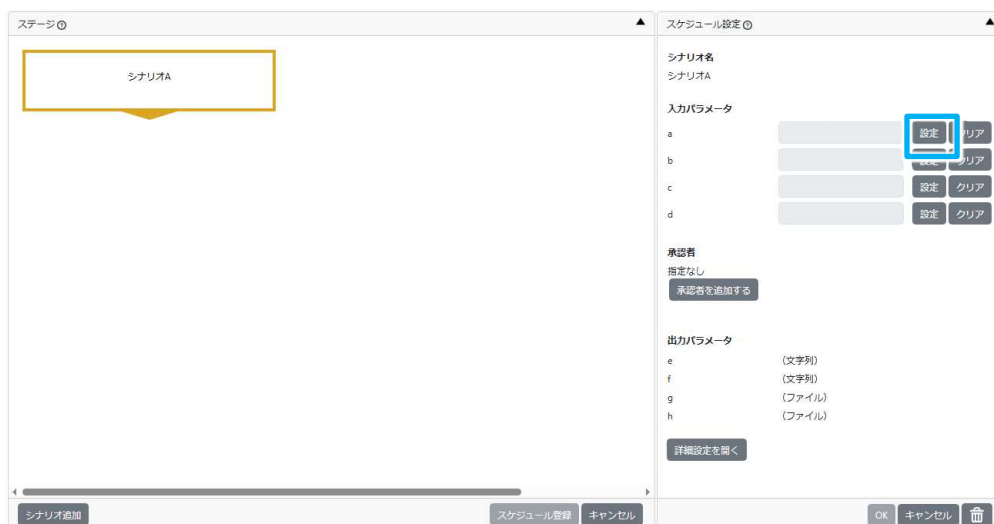 ステージ
シナリオA
シナリオ追加
スケジュール登録 キャンセル
スケジュール設定
シナリオ名
シナリオA
入力パラメータ
a 設定 クリア
b 設定 クリア
c 設定 クリア
d 設定 クリア
承認者
指定なし
承認者を追加する
出力パラメータ
e （文字列）
f （文字列）
g （ファイル）
h （ファイル）
詳細設定を開く
OK キャンセル